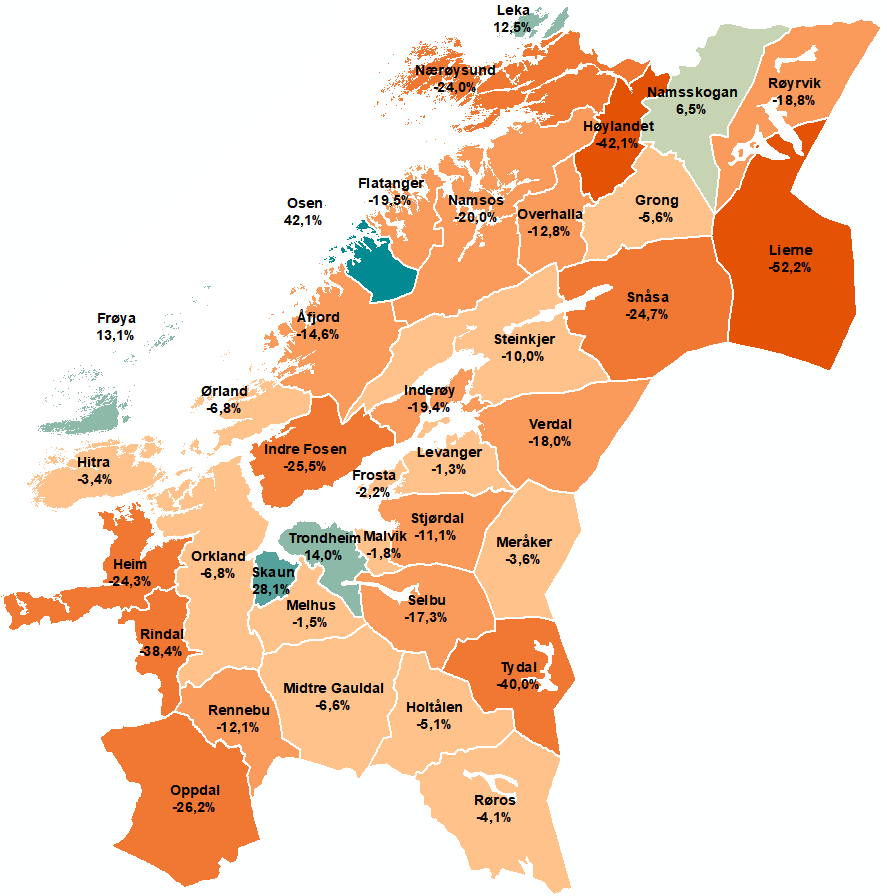 Leka
12,5%
Nærøysund
-24,0%
Røyrvik
-18,8%
Namsskogan
6,5%
Høylandet
-42,1%
Flatanger
-19,5%
Osen
42,1%
Namsos
-20,0%
Overhalla
-12,8%
Grong
-5,6%
Lierne
-52,2%
Snåsa
-24,7%
Frøya
13,1%
Åfjord
-14,6%
Steinkjer
-10,0%
Ørland
-6,8%
Inderøy
-19,4%
Verdal
-18,0%
Indre Fosen
-25,5%
Levanger
-1,3%
Hitra
-3,4%
Frosta
-2,2%
Stjørdal
-11,1%
Trondheim
14,0%
Malvik
-1,8%
Meråker
-3,6%
Orkland
-6,8%
Heim
-24,3%
Skaun
28,1%
Melhus
-1,5%
Selbu
-17,3%
Rindal
-38,4%
Tydal
-40,0%
Midtre Gauldal
-6,6%
Holtålen
-5,1%
Rennebu
-12,1%
Oppdal
-26,2%
Røros
-4,1%